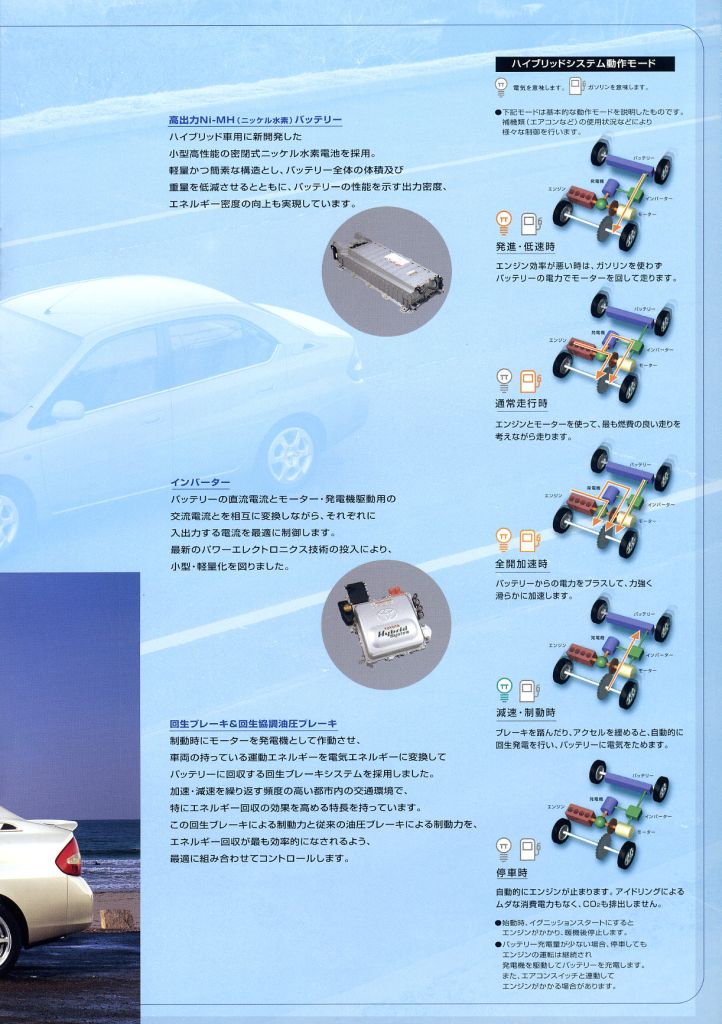 高出力Ni-MH（ニッケル水素）バッテリー
ハイブリッド車用に新開発した
小型高性能の密閉式ニッケル水素電池を採用。
軽量かつ簡素な構造とし、バッテリー全体の体積及び
重量を低減させるとともに、バッテリーの性能を示す出力密度、
エネルギー密度の向上も実現しています。
インバーター
バッテリーの直流電流とモーター・発電機駆動用の
交流電流とを相互に変換しながら、それぞれに
入出力する電流を最適に制御します。
最新のパワーエレクトロニクス技術の投入により、
小型・軽量化を図りました。
TOYOTA
Hybrid
System
回生ブレーキ&回生協調油圧ブレーキ
制動時にモーターを発電機として作動させ、
車両の持っている運動エネルギーを電気エネルギーに変換して
バッテリーに回収する回生ブレーキシステムを採用しました。
加速・減速を繰り返す頻度の高い都市内の交通環境で、
特にエネルギー回収の効果を高める特長を持っています。
この回生ブレーキによる制動力と従来の油圧ブレーキによる制動力を、
エネルギー回収が最も効率的になされるよう、
最適に組み合わせてコントロールします。
ハイブリッドシステム動作モード
電気を意味します。 ガソリンを意味します。
●下記モードは基本的な動作モードを説明したものです。
補機類（エアコンなど）の使用状況などにより
様々な制御を行います。
バッテリー
発電機
エンジン
インバーター
モーター
発進・低速時
エンジン効率が悪い時は、ガソリンを使わず
バッテリーの電力でモーターを回して走ります。
バッテリー
発電機
エンジン
インバーター
モーター
通常走行時
エンジンとモーターを使って、最も燃費の良い走りを
考えながら走ります。
バッテリー
発電機
エンジン
インバーター
モーター
全開加速時
バッテリーからの電力をプラスして、力強く
滑らかに加速します。
バッテリー
発電機
エンジン
インバーター
モーター
減速・制動時
ブレーキを踏んだり、アクセルを緩めると、自動的に
回生発電を行い、バッテリーに電気をためます。
バッテリー
発電機
エンジン
インバーター
モーター
停車時
自動的にエンジンが止まります。アイドリングによる
ムダな消費電力もなく、CO₂も排出しません。
●始動時、イグニッションスタートにすると
エンジンがかかり、暖機後停止します。
●バッテリー充電量が少ない場合、停車しても
エンジンの運転は継続され
発電機を駆動してバッテリーを充電します。
また、エアコンスイッチと連動して
エンジンがかかる場合があります。